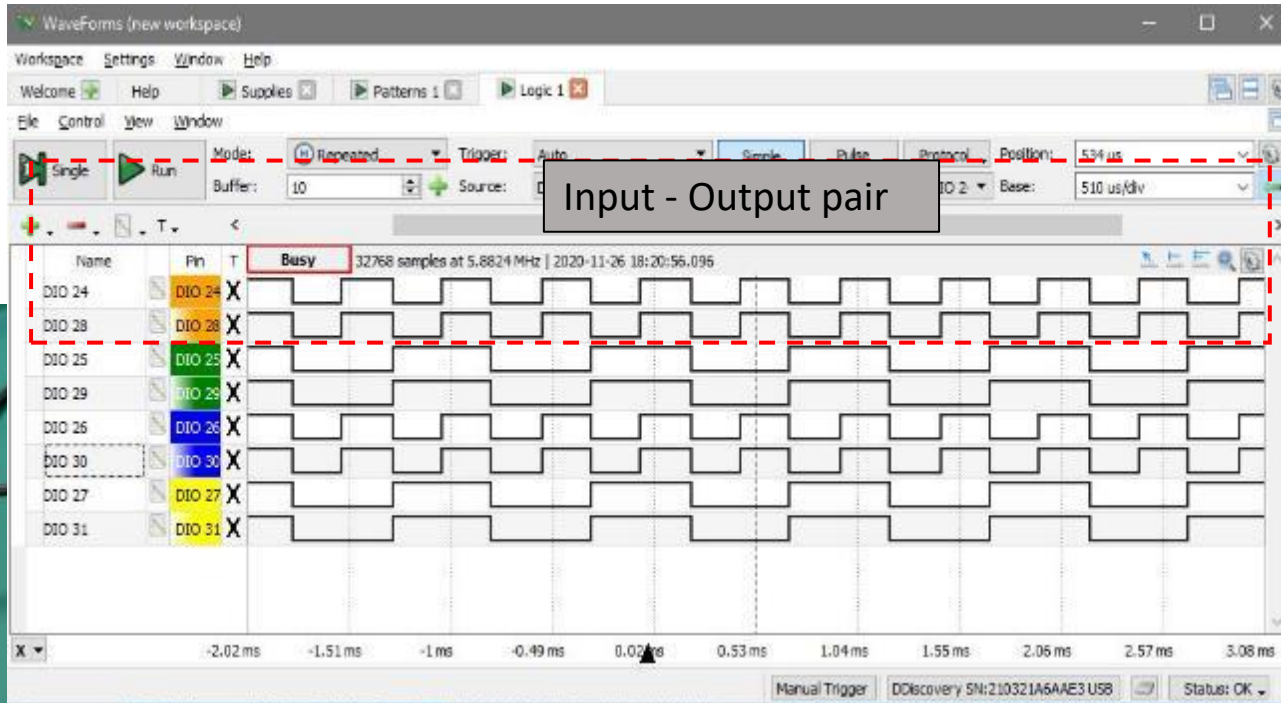 WaveForms (new workspace)
Workspace Settings Window Help
Welcome Help Supplies Patterns 1 Logic 1
File Control View Window
Single Run Mode: Repeated Trigger: Auto Simple Pulse Protocol Position: 534 us
Buffer: 10 Source: Base: 510 us/div
Input - Output pair
T
Name Pin T Busy 32768 samples at 5.8824 MHz | 2020-11-26 18:20:56.096
DIO 24 DIO 24 X
DIO 28 DIO 28 X
DIO 25 DIO 25 X
DIO 29 DIO 29 X
DIO 26 DIO 26 X
DIO 30 DIO 30 X
DIO 27 DIO 27 X
DIO 31 DIO 31 X
X -2.02 ms -1.51 ms -1 ms -0.49 ms 0.02 ms 0.53 ms 1.04 ms 1.55 ms 2.06 ms 2.57 ms 3.08 ms
Manual Trigger DDiscovery SN:210321A6AAE3 USB Status: OK